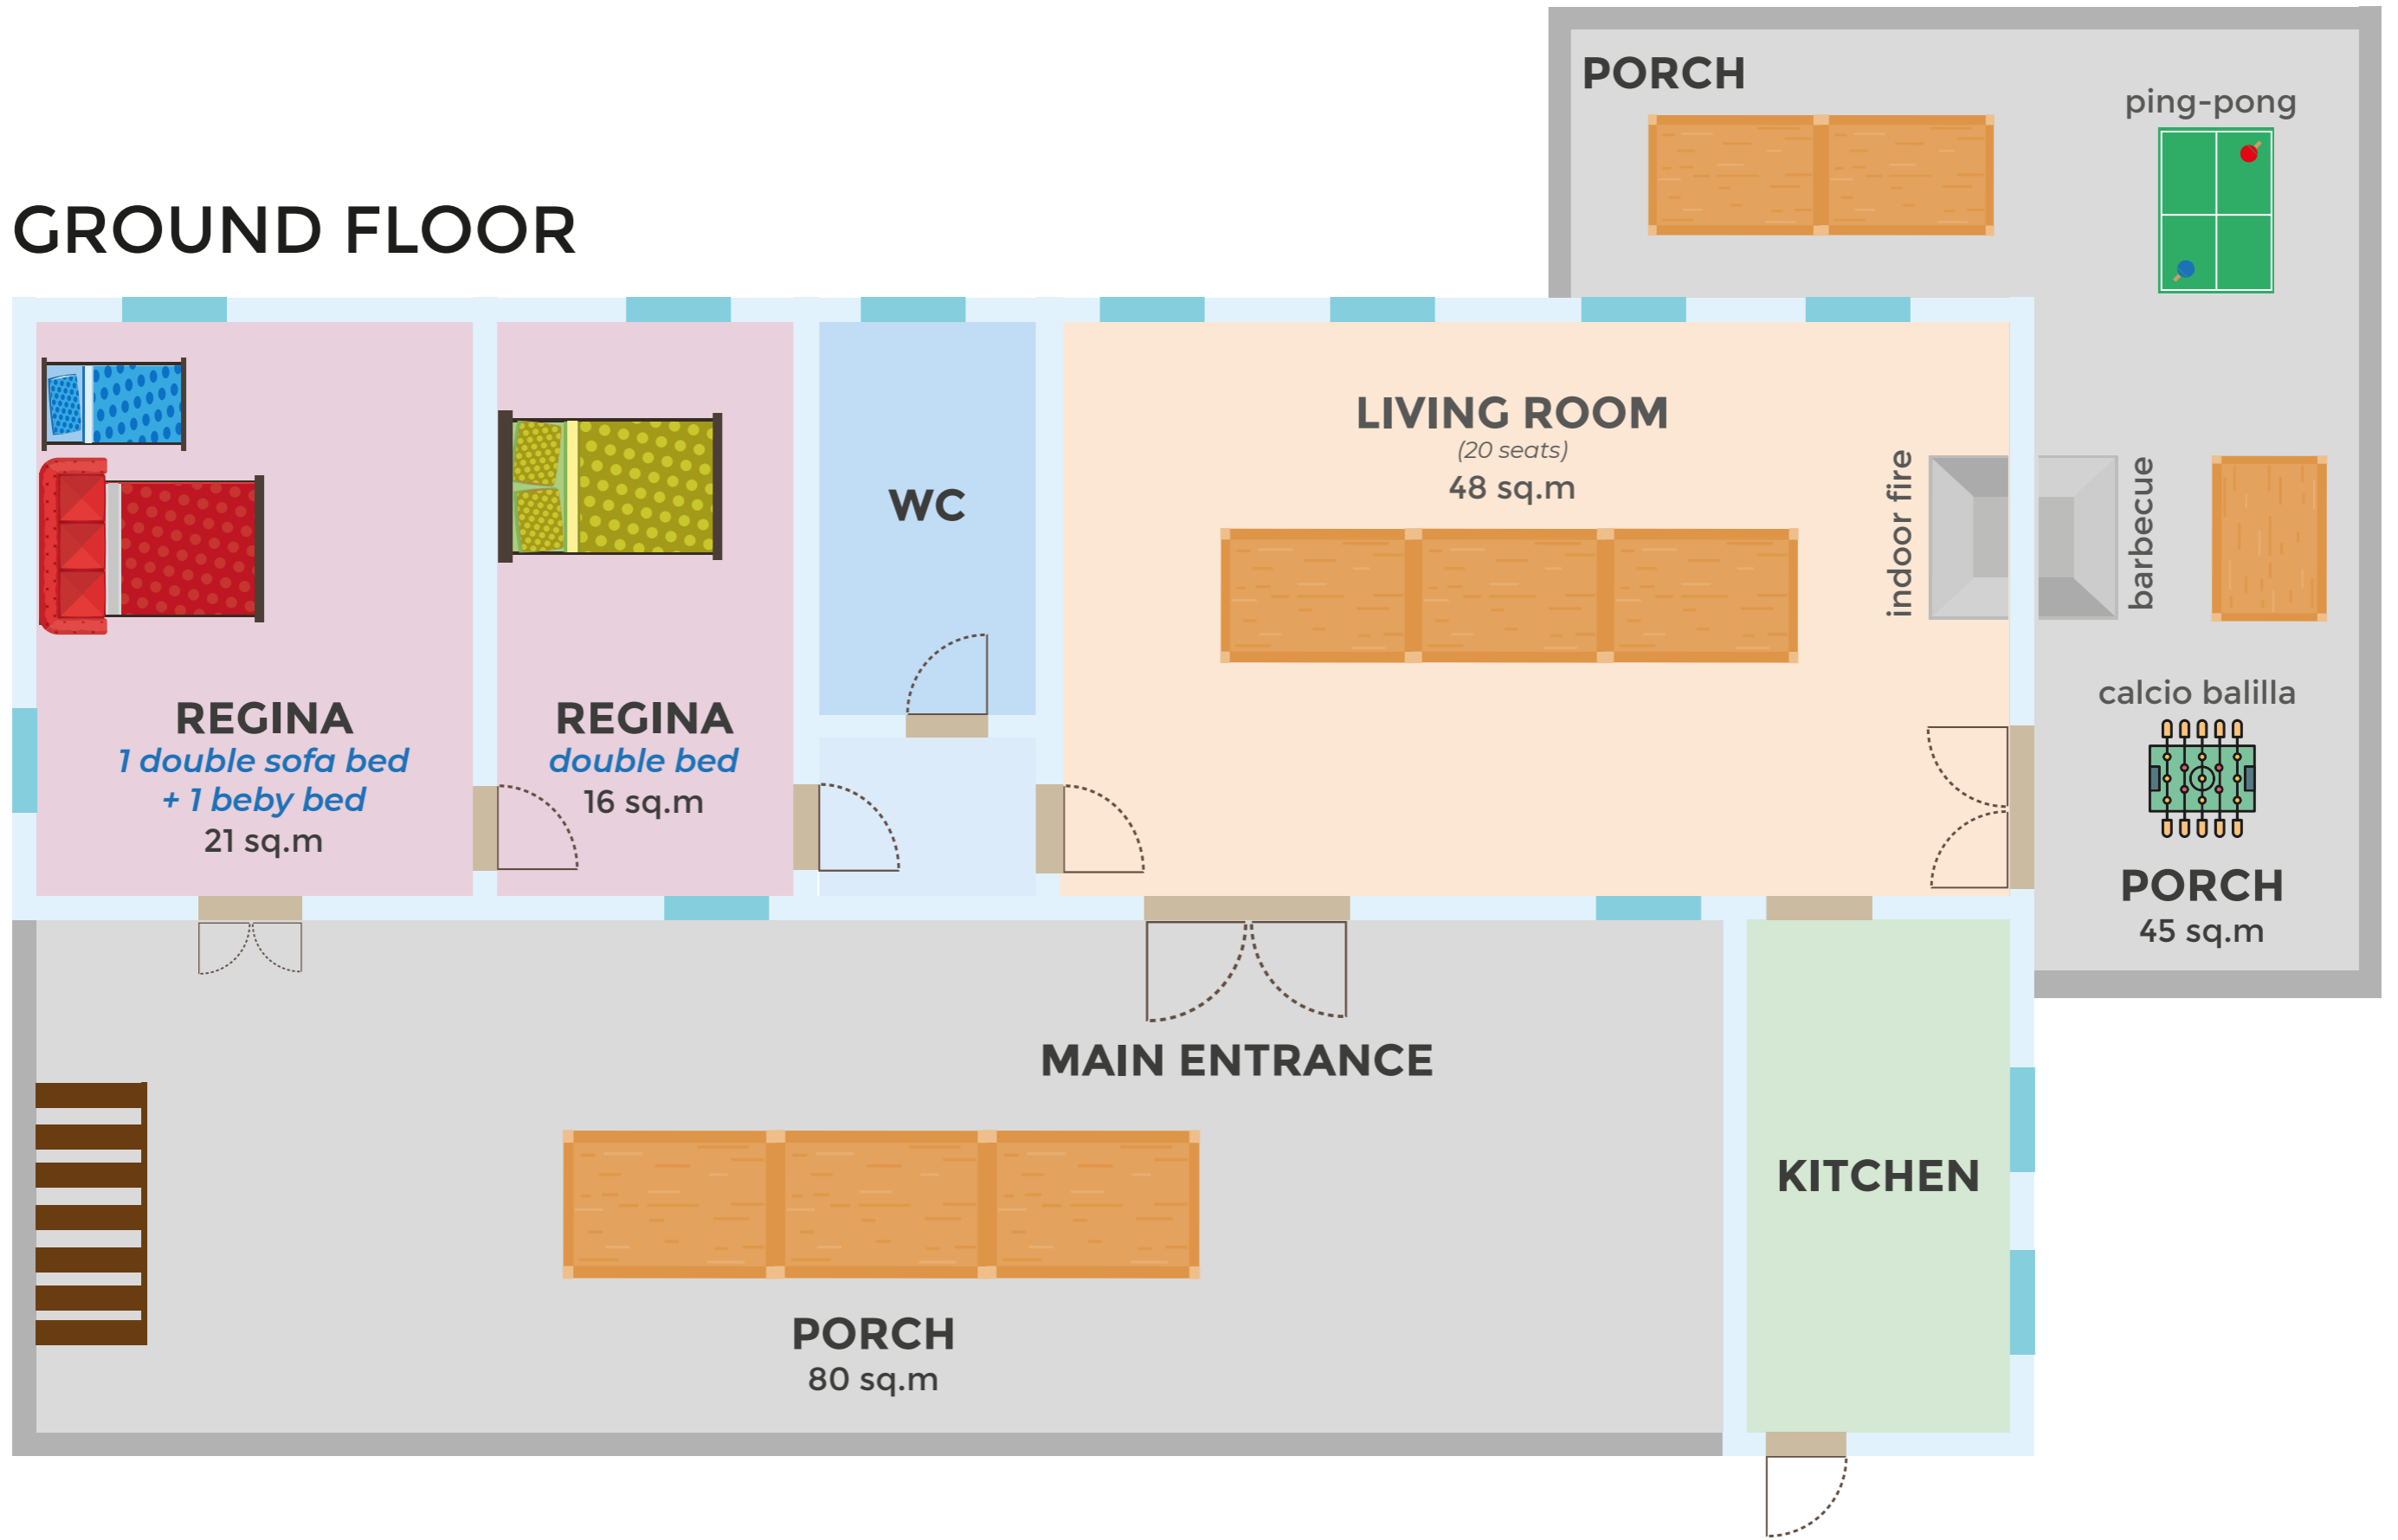 GROUND FLOOR
PORCH
ping-pong
LIVING ROOM
(20 seats)
48 sq.m
indoor fire
barbecue
WC
REGINA
1 double sofa bed
+ 1 beby bed
21 sq.m
REGINA
double bed
16 sq.m
calcio balilla
PORCH
45 sq.m
MAIN ENTRANCE
KITCHEN
PORCH
80 sq.m